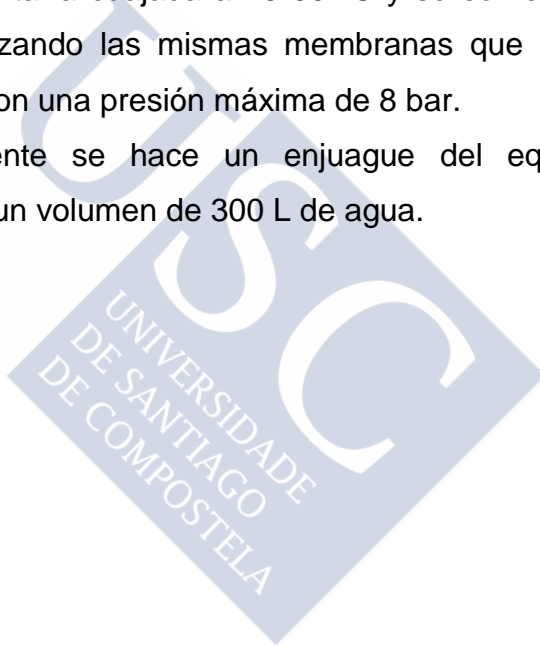 zando las mismas membranas que
on una presión máxima de 8 bar.
ente se hace un enjuague del eq
un volumen de 300 L de agua.
USC
UNIVERSIDADE
DE SANTIAGO
DE COMPOSTELA